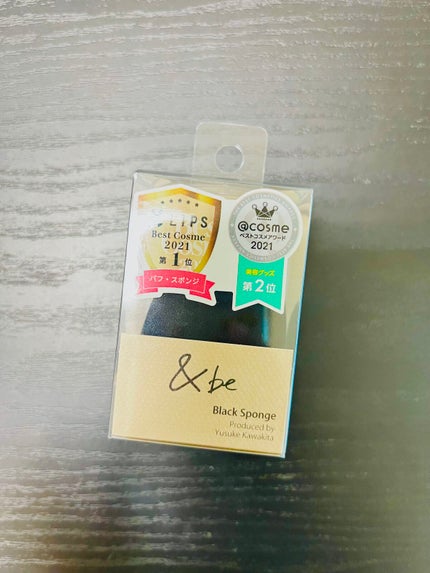 LIPS
Best Cosme
2021
第1位
パフ・スポンジ
@cosme
ベストコスメアワード
2021
美容グッズ
第2位
&be
Black Sponge
Produced by
Yusuke Kawakita